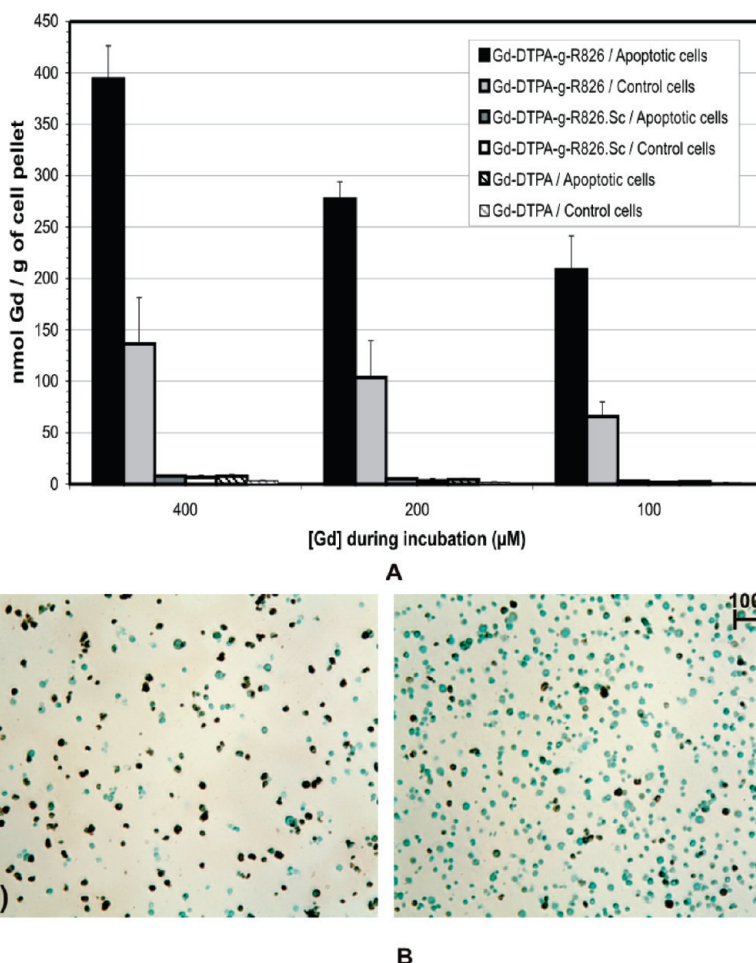 450
400
350
300
250
200
150
100
50
0
nmol Gd / g of cell pellet
Gd-DTPA-g-R826 / Apoptotic cells
Gd-DTPA-g-R826 / Control cells
Gd-DTPA-g-R826.Sc / Apoptotic cells
Gd-DTPA-g-R826.Sc / Control cells
Gd-DTPA / Apoptotic cells
Gd-DTPA / Control cells
400 200 100
[Gd] during incubation (µM)
A
100
)
B